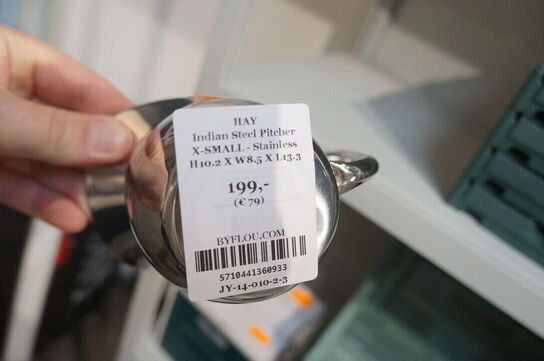 HAY
Indian Steel Pitcher
X-SMALL - Stainless
H10.2 X W8.5 X L13.3
199,-
(€ 79)
BYFLOU.COM
5710441360933
JY-14-010-2-3